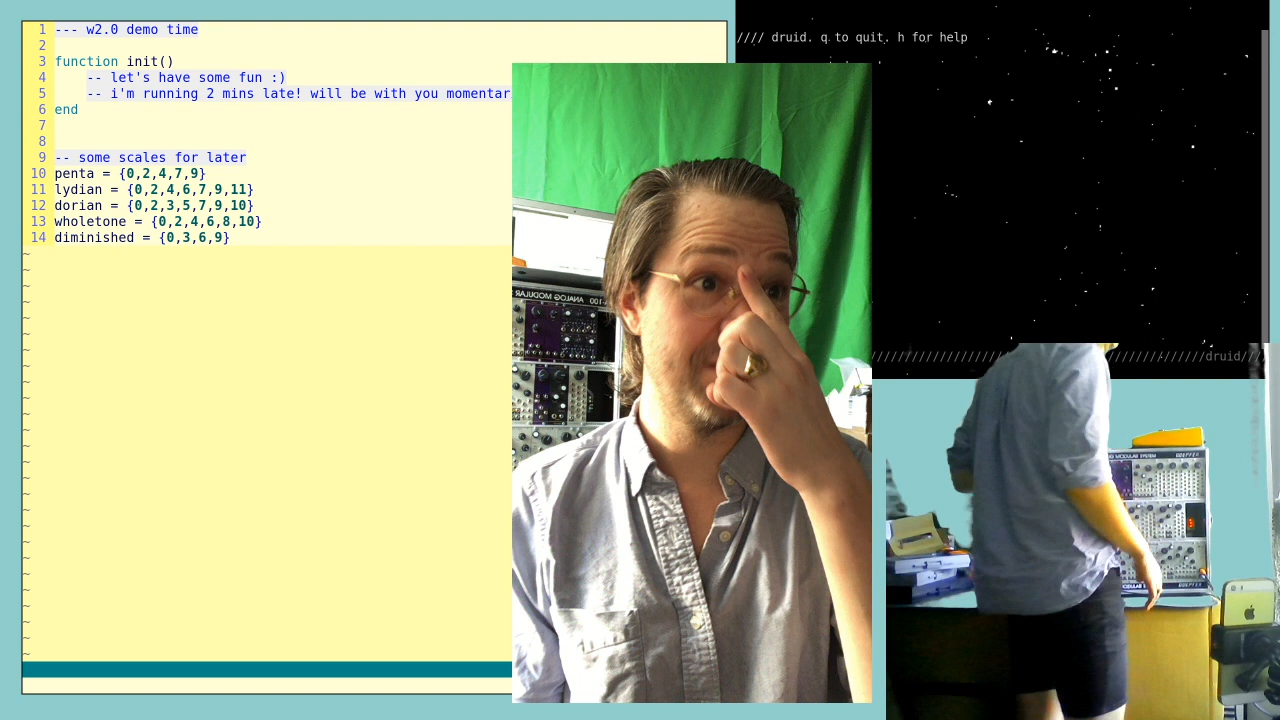 1 --- w2.0 demo time
2
3 function init()
4 -- let's have some fun :)
5 -- i'm running 2 mins late! will be with you momentar
6 end
7
8
9 -- some scales for later
10 penta = {0,2,4,7,9}
11 lydian = {0,2,4,6,7,9,11}
12 dorian = {0,2,3,5,7,9,10}
13 wholetone = {0,2,4,6,8,10}
14 diminished = {0,3,6,9}
//// druid. q to quit. h for help
druid/
ANALOG MODULAR
DOEPFER